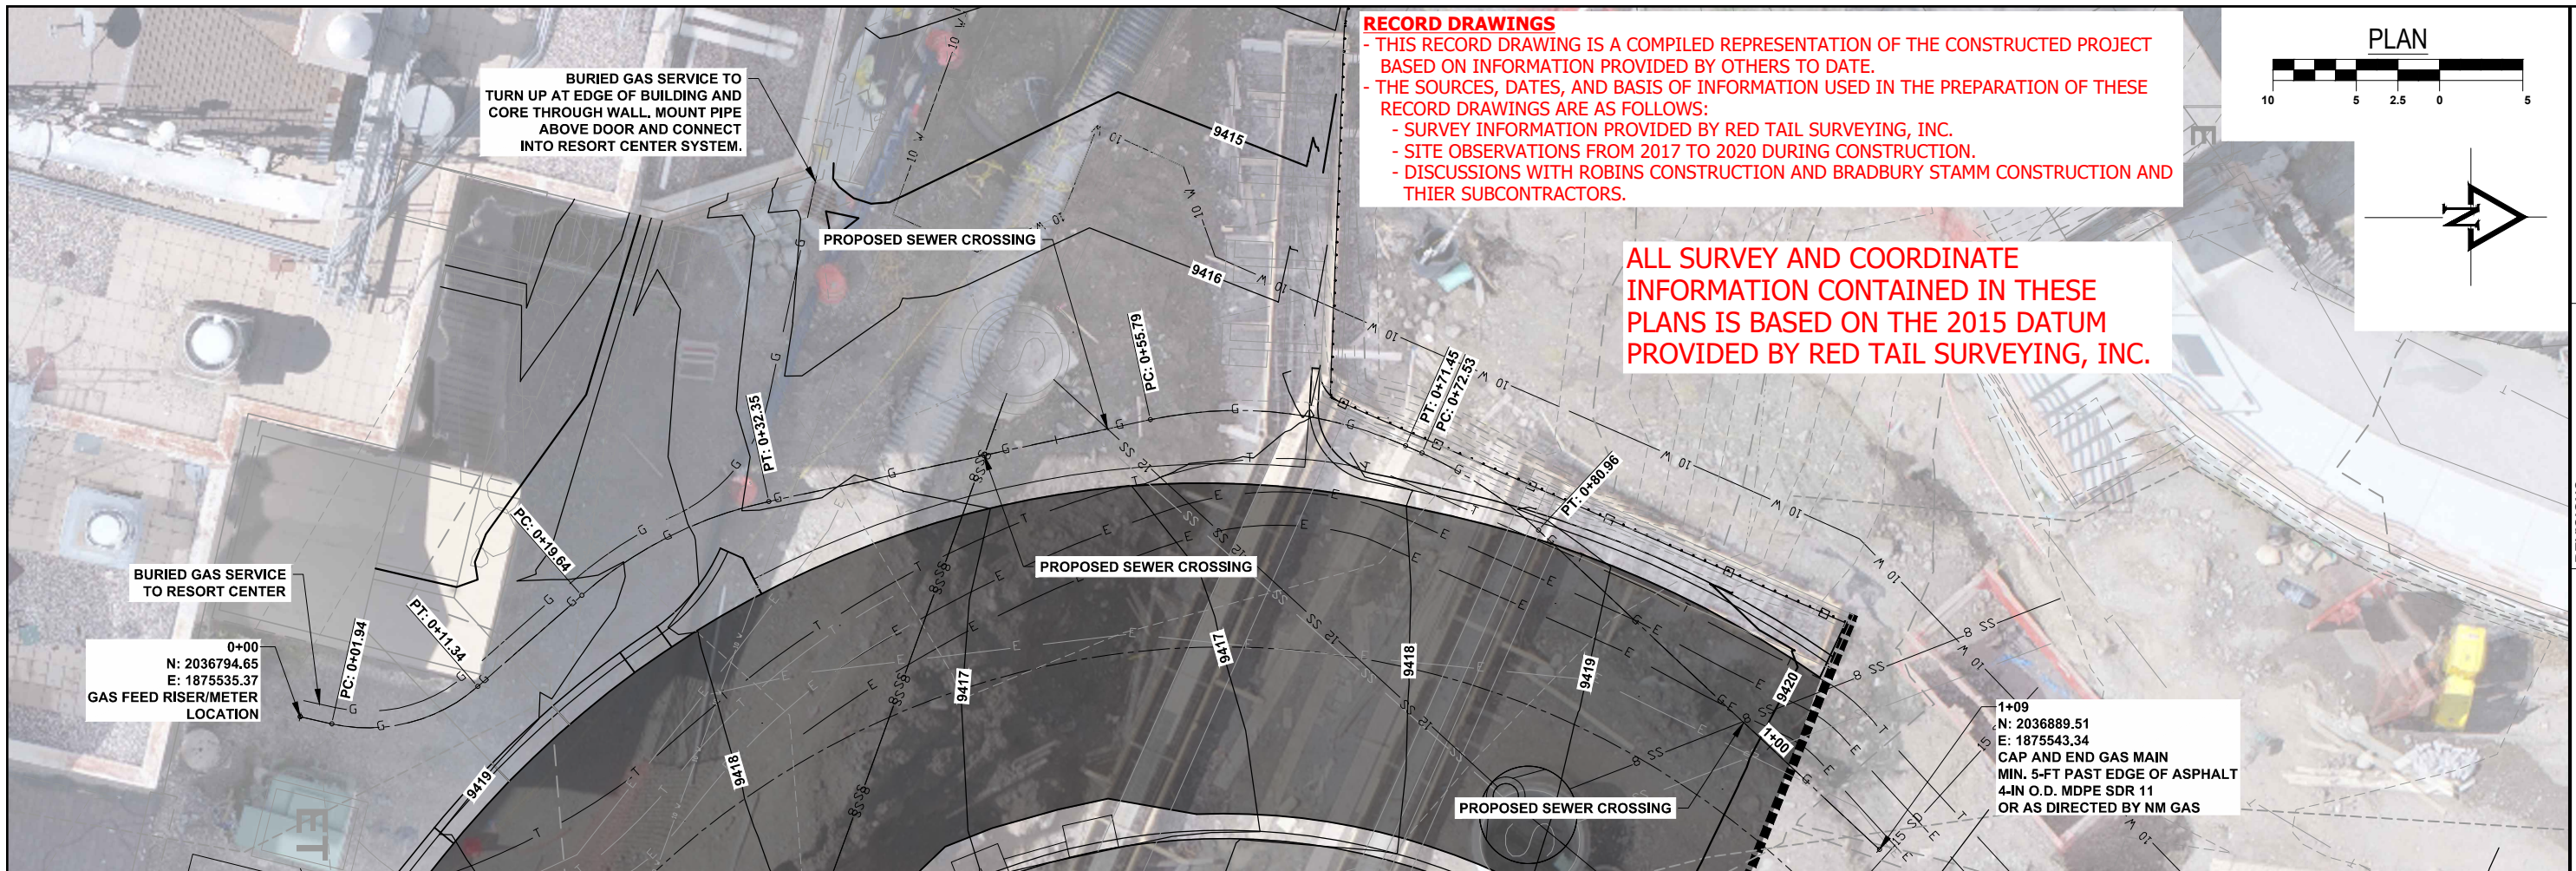 RECORD DRAWINGS
- THIS RECORD DRAWING IS A COMPILED REPRESENTATION OF THE CONSTRUCTED PROJECT
BASED ON INFORMATION PROVIDED BY OTHERS TO DATE.
- THE SOURCES, DATES, AND BASIS OF INFORMATION USED IN THE PREPARATION OF THESE
RECORD DRAWINGS ARE AS FOLLOWS:
- SURVEY INFORMATION PROVIDED BY RED TAIL SURVEYING, INC.
- SITE OBSERVATIONS FROM 2017 TO 2020 DURING CONSTRUCTION.
- DISCUSSIONS WITH ROBINS CONSTRUCTION AND BRADBURY STAMM CONSTRUCTION AND
THIER SUBCONTRACTORS.
PLAN
10 5 2.5 0 5
N
ALL SURVEY AND COORDINATE
INFORMATION CONTAINED IN THESE
PLANS IS BASED ON THE 2015 DATUM
PROVIDED BY RED TAIL SURVEYING, INC.
BURIED GAS SERVICE TO
TURN UP AT EDGE OF BUILDING AND
CORE THROUGH WALL. MOUNT PIPE
ABOVE DOOR AND CONNECT
INTO RESORT CENTER SYSTEM.
PROPOSED SEWER CROSSING
9415
9416
PC: 0+55.79
PT: 0+71.45
PC: 0+72.53
PT: 0+32.35
PT: 0+80.96
PC: 0+19.64
PROPOSED SEWER CROSSING
BURIED GAS SERVICE
TO RESORT CENTER
PT: 0+11.34
PC: 0+01.94
0+00
N: 2036794.65
E: 1875535.37
GAS FEED RISER/METER
LOCATION
9417
9417
9418
9419
9420
1+00
9418
9419
PROPOSED SEWER CROSSING
1+09
N: 2036889.51
E: 1875543.34
CAP AND END GAS MAIN
MIN. 5-FT PAST EDGE OF ASPHALT
4-IN O.D. MDPE SDR 11
OR AS DIRECTED BY NM GAS
ET